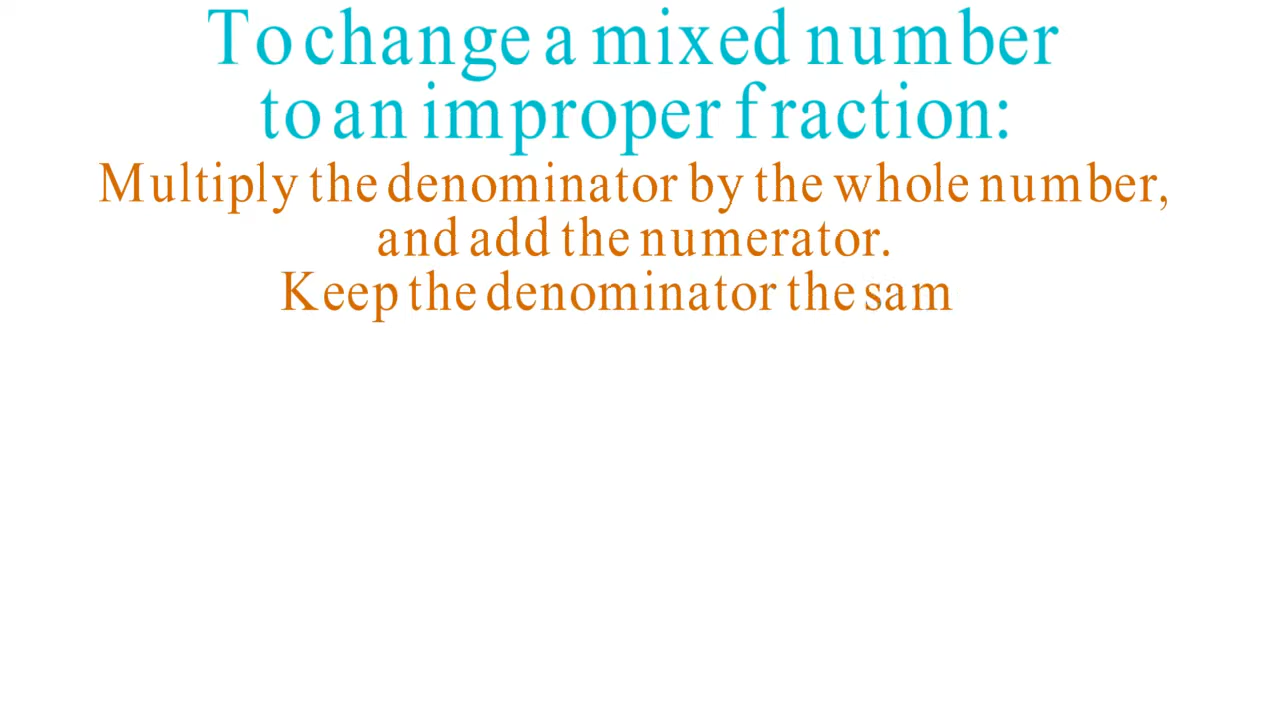 To change a mixed number
to an improper fraction:
Multiply the denominator by the whole number,
and add the numerator.
Keep the denominator the sam